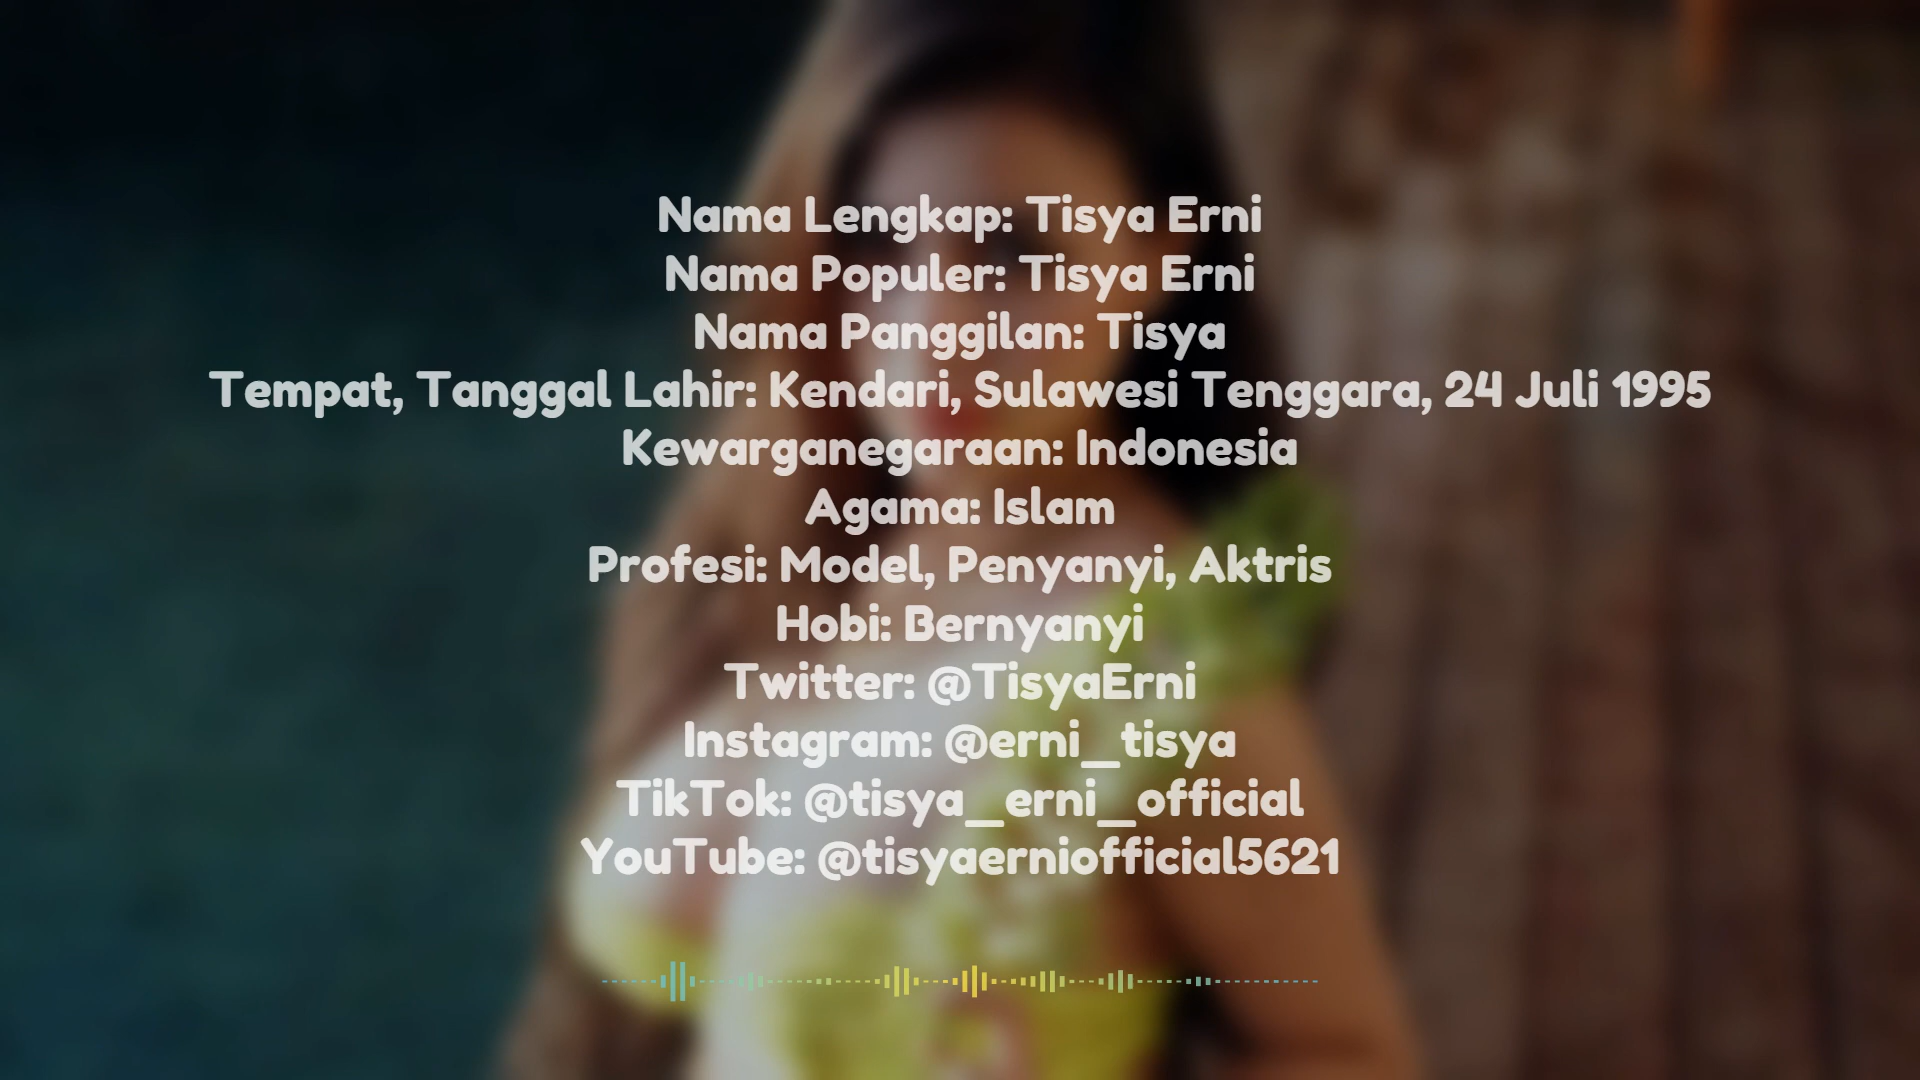 Nama Lengkap: Tisya Erni
Nama Populer: Tisya Erni
Nama Panggilan: Tisya
Tempat, Tanggal Lahir: Kendari, Sulawesi Tenggara, 24 Juli 1995
Kewarganegaraan: Indonesia
Agama: Islam
Profesi: Model, Penyanyi, Aktris
Hobi: Bernyanyi
Twitter: @TisyaErni
Instagram: @erni_tisya
TikTok: @tisya_erni_official
YouTube: @tisyaerniofficial5621